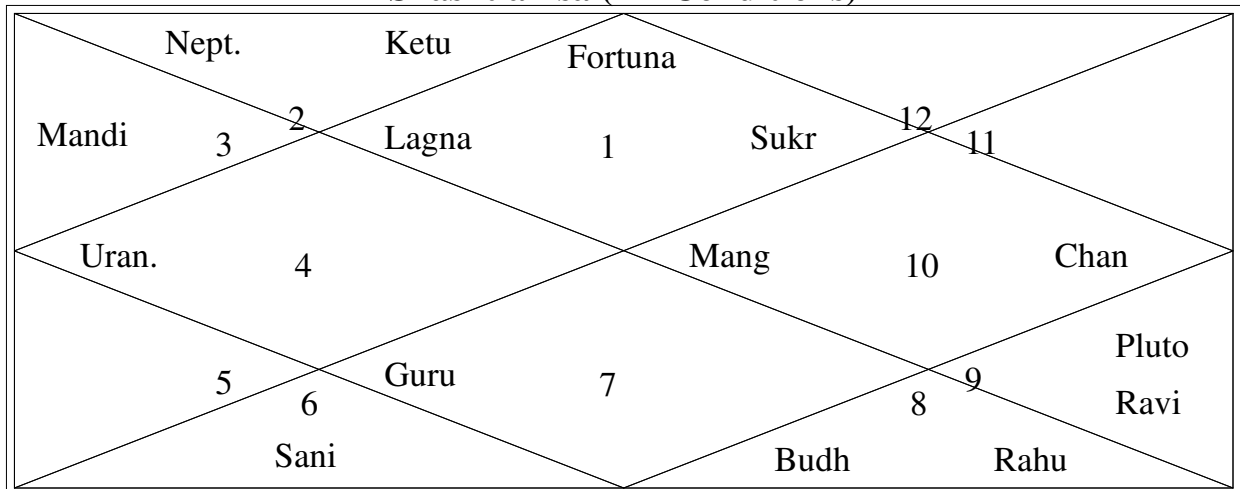 Nept. Ketu
Fortuna
2 12
Mandi 3 Lagna 1 Sukr 11
Uran. 4 Mang 10 Chan
Pluto
5 Guru 7 9
6 8 Ravi
Sani Budh Rahu